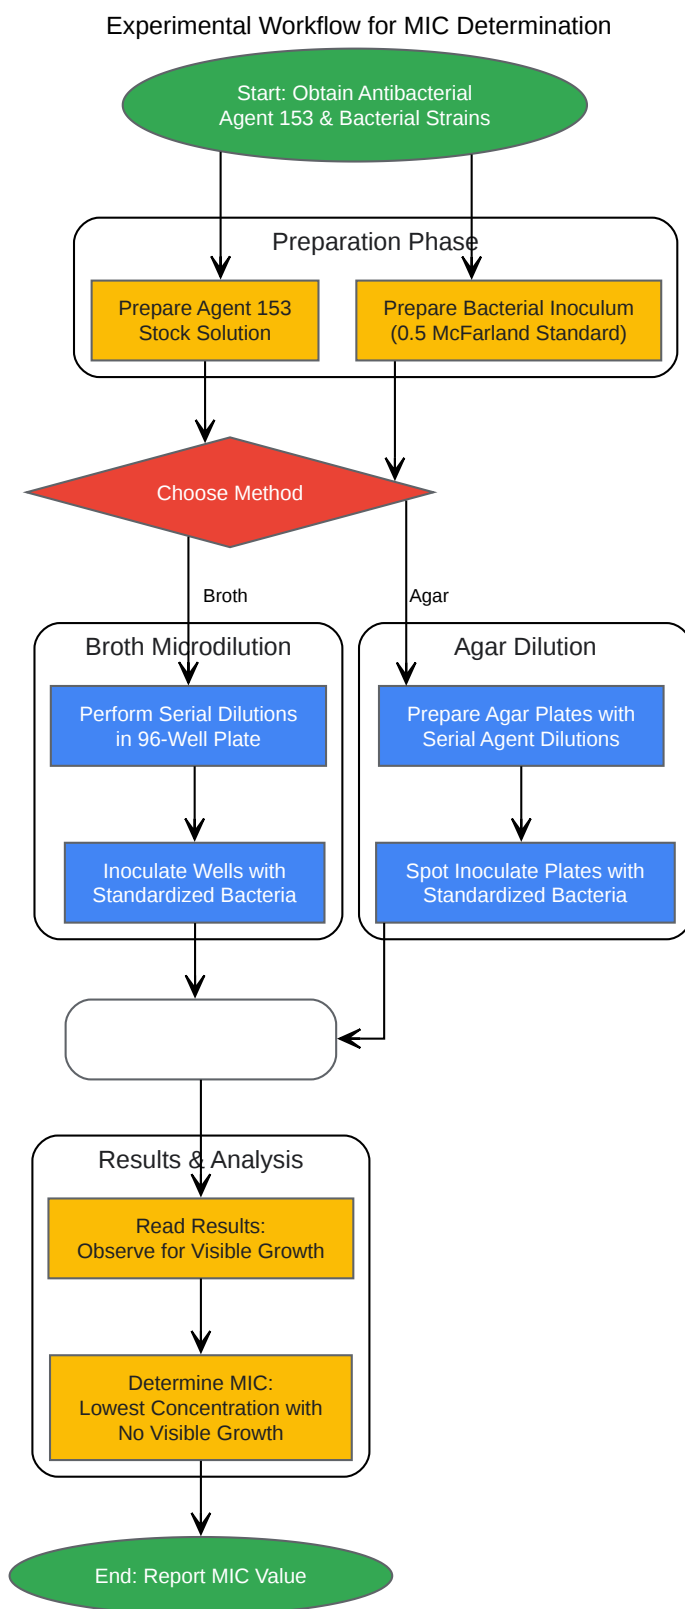 Experimental Workflow for MIC Determination
Start: Obtain Antibacterial
Agent 153 & Bacterial Strains
Preparation Phase
Prepare Agent 153
Stock Solution
Prepare Bacterial Inoculum
(0.5 McFarland Standard)
Choose Method
Broth
Agar
Broth Microdilution
Agar Dilution
Perform Serial Dilutions
in 96-Well Plate
Prepare Agar Plates with
Serial Agent Dilutions
Inoculate Wells with
Standardized Bacteria
Spot Inoculate Plates with
Standardized Bacteria
Results & Analysis
Read Results:
Observe for Visible Growth
Determine MIC:
Lowest Concentration with
No Visible Growth
End: Report MIC Value